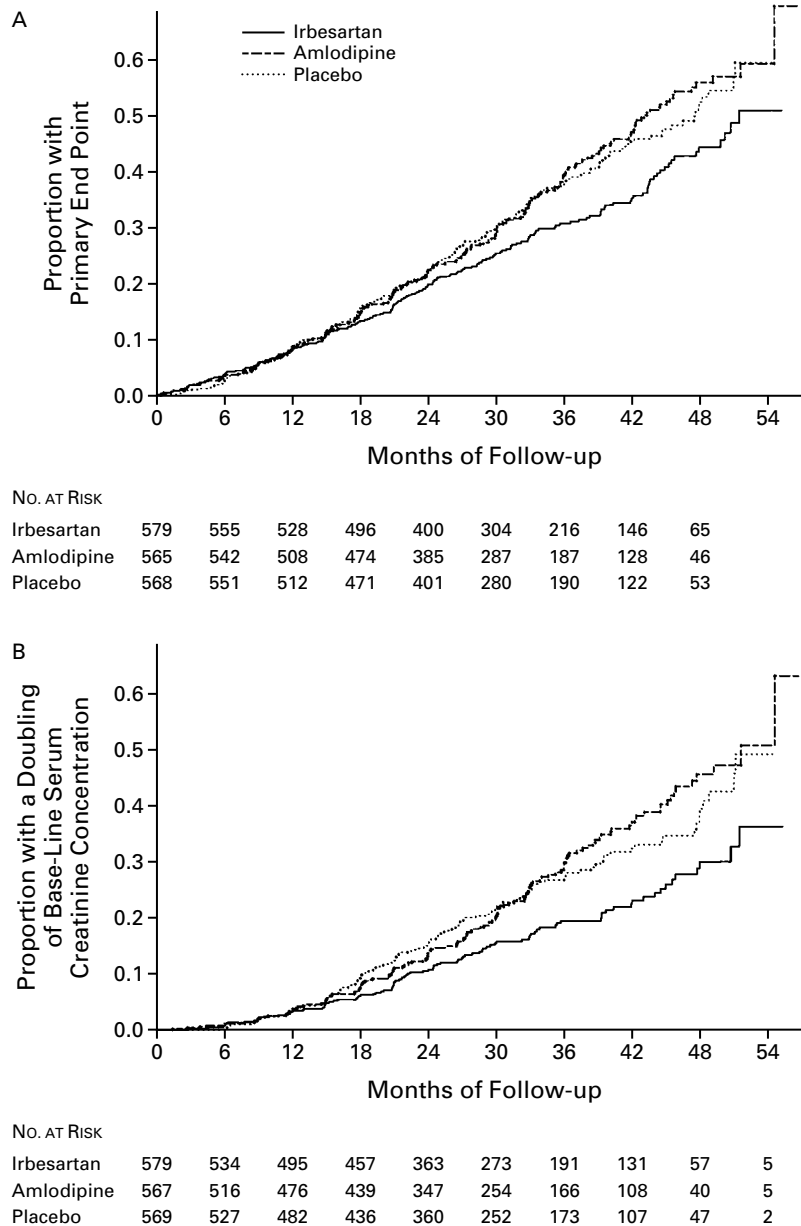 A
Irbesartan
Amlodipine
Placebo
Proportion with
Primary End Point
0.6
0.5
0.4
0.3
0.2
0.1
0.0
0 6 12 18 24 30 36 42 48 54
Months of Follow-up
NO. AT RISK
Irbesartan 579 555 528 496 400 304 216 146 65
Amlodipine 565 542 508 474 385 287 187 128 46
Placebo 568 551 512 471 401 280 190 122 53
B
Proportion with a Doubling
of Base-Line Serum
Creatinine Concentration
0.6
0.5
0.4
0.3
0.2
0.1
0.0
0 6 12 18 24 30 36 42 48 54
Months of Follow-up
NO. AT RISK
Irbesartan 579 534 495 457 363 273 191 131 57 5
Amlodipine 567 516 476 439 347 254 166 108 40 5
Placebo 569 527 482 436 360 252 173 107 47 2